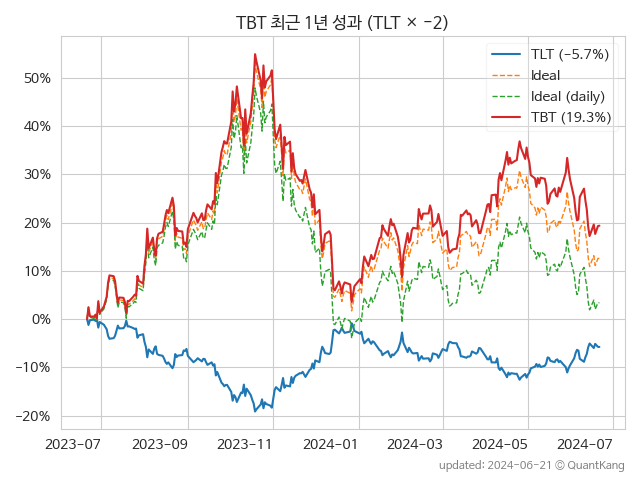 TBT 최근 1년 성과 (TLT × −2)
TLT (−5.7%)
Ideal
Ideal (daily)
TBT (19.3%)
50%
40%
30%
20%
10%
0%
−10%
−20%
2023-07 2023-09 2023-11 2024-01 2024-03 2024-05 2024-07
updated: 2024-06-21 © QuantKang